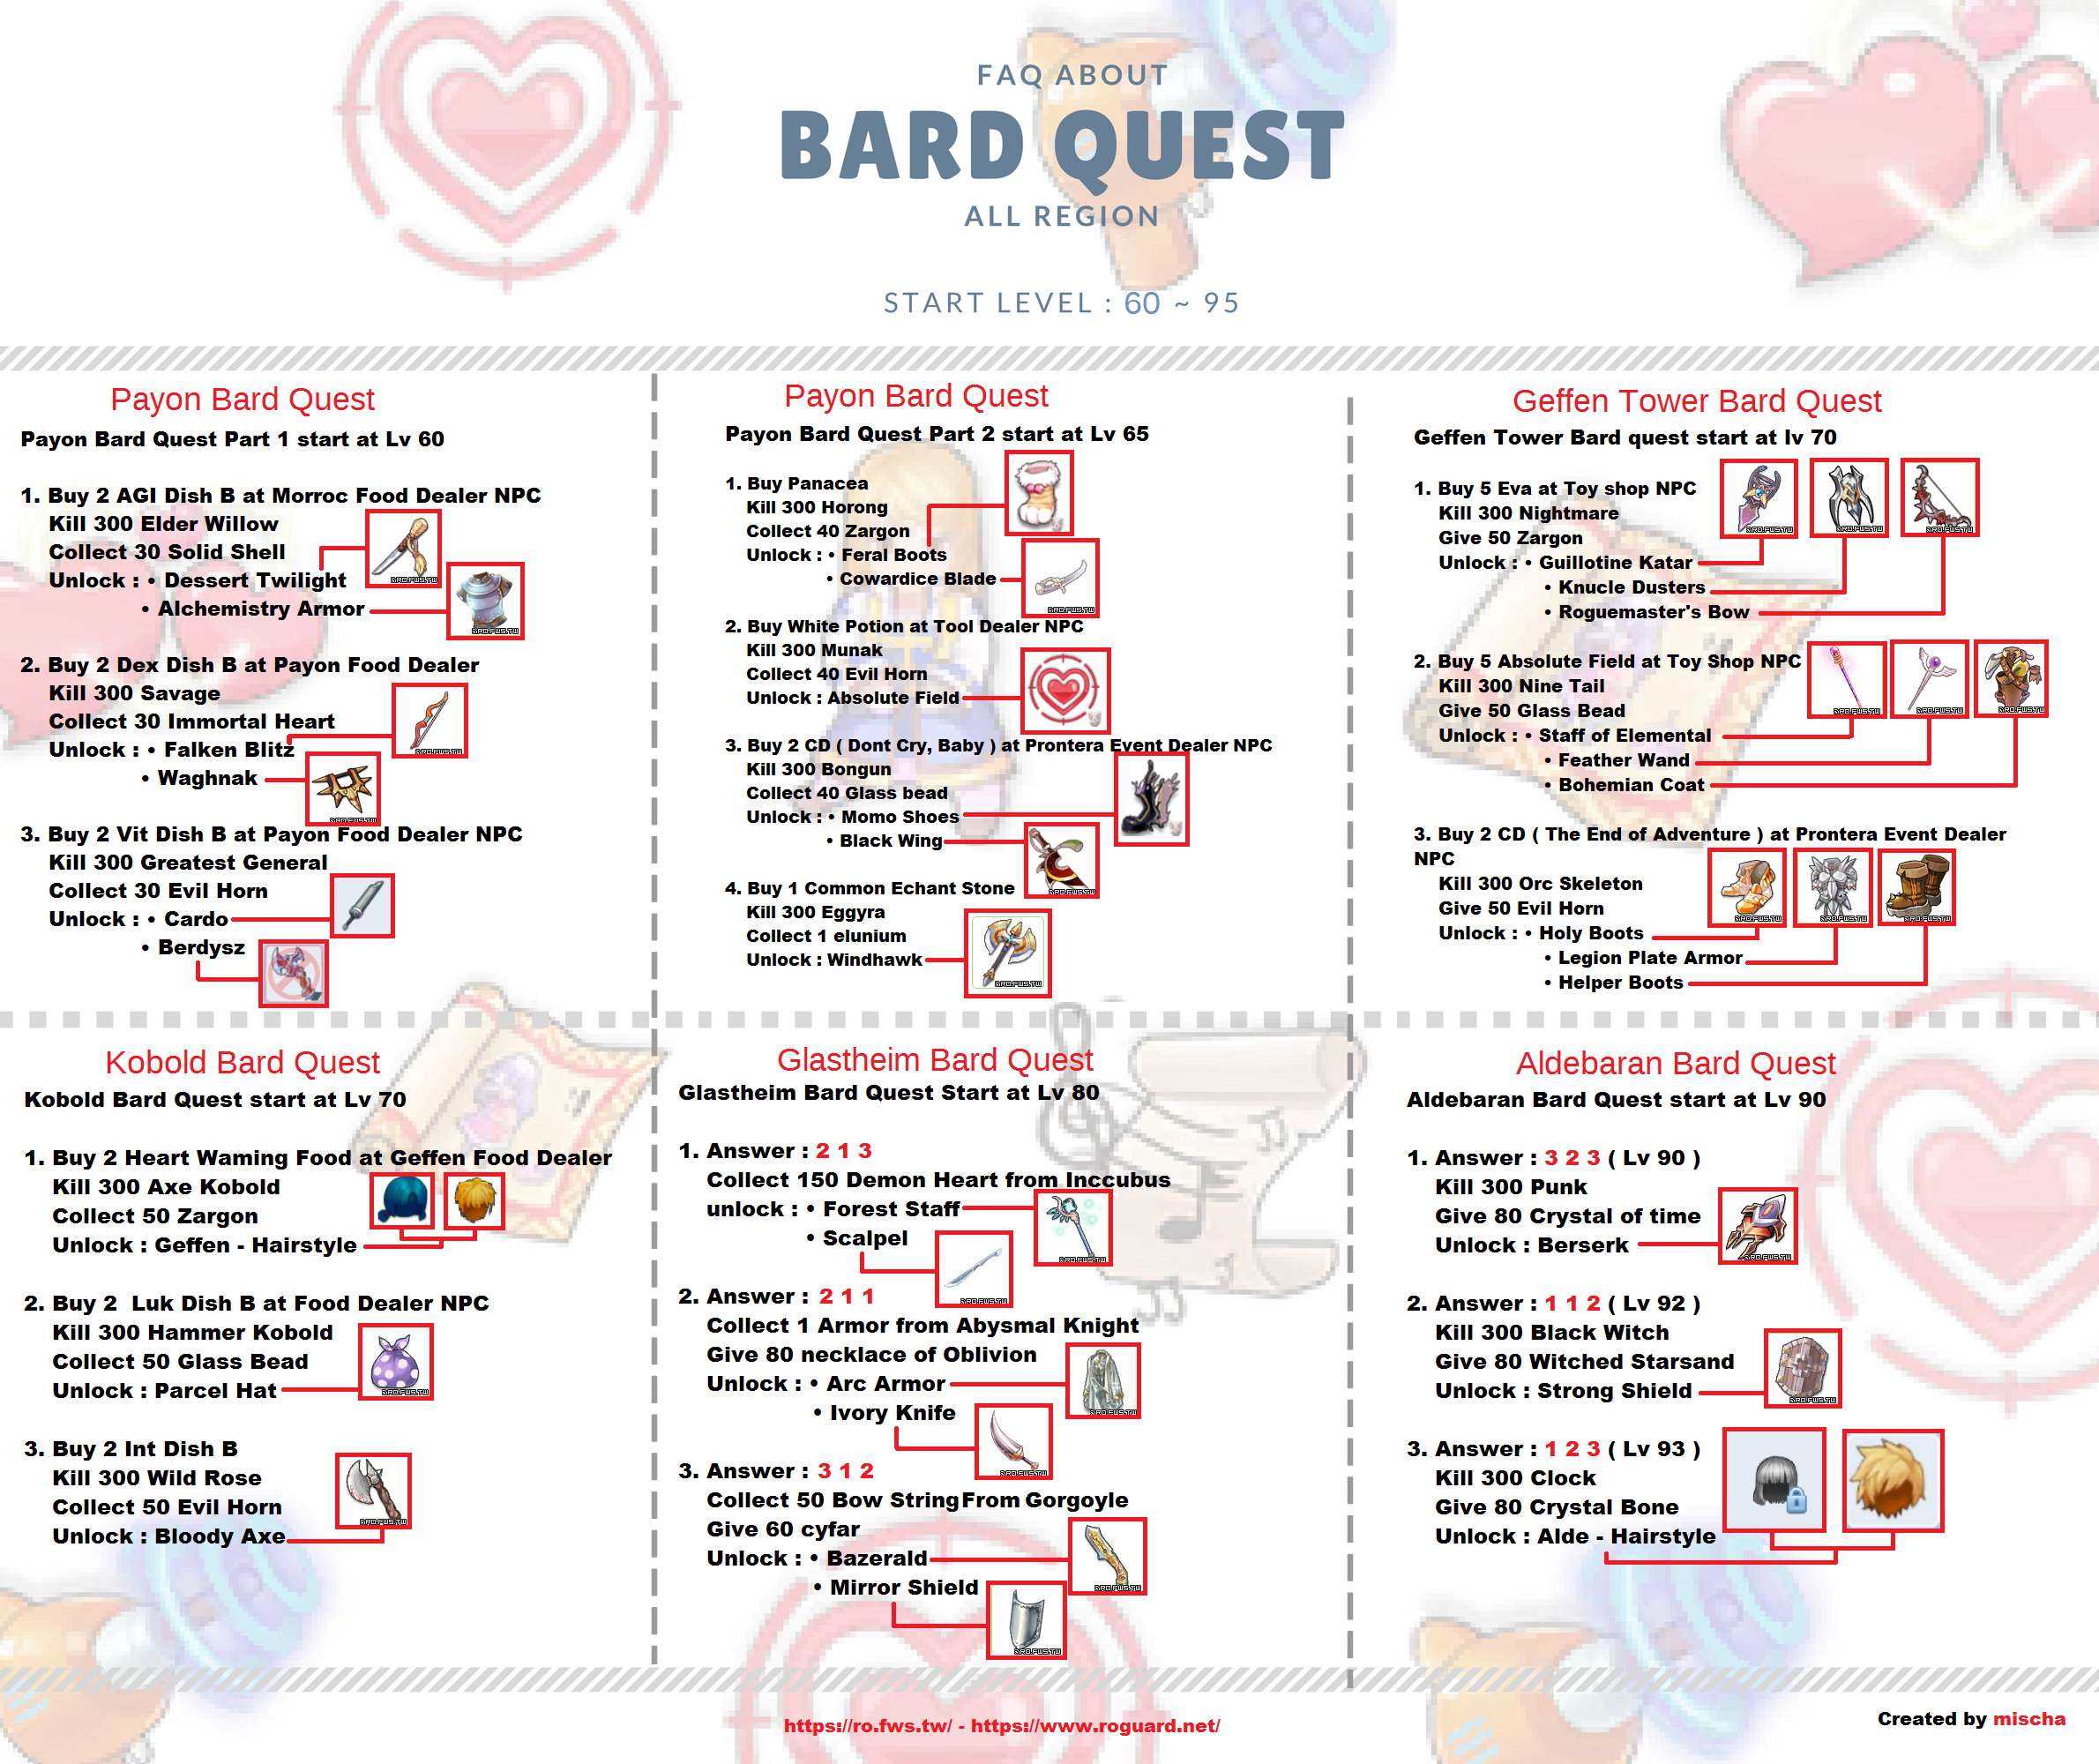 FAQ ABOUT
BARD QUEST
ALL REGION
START LEVEL : 60 ~ 95
Payon Bard Quest
Payon Bard Quest Part 1 start at Lv 60
1. Buy 2 AGI Dish B at Morroc Food Dealer NPC
Kill 300 Elder Willow
Collect 30 Solid Shell
Unlock : • Dessert Twilight
• Alchemistry Armor
2. Buy 2 Dex Dish B at Payon Food Dealer
Kill 300 Savage
Collect 30 Immortal Heart
Unlock : • Falken Blitz
• Waghnak
3. Buy 2 Vit Dish B at Payon Food Dealer NPC
Kill 300 Greatest General
Collect 30 Evil Horn
Unlock : • Cardo
• Berdysz
Payon Bard Quest
Payon Bard Quest Part 2 start at Lv 65
1. Buy Panacea
Kill 300 Horong
Collect 40 Zargon
Unlock : • Feral Boots
• Cowardice Blade
2. Buy White Potion at Tool Dealer NPC
Kill 300 Munak
Collect 40 Evil Horn
Unlock : Absolute Field
3. Buy 2 CD ( Dont Cry, Baby ) at Prontera Event Dealer NPC
Kill 300 Bongun
Collect 40 Glass bead
Unlock : • Momo Shoes
• Black Wing
4. Buy 1 Common Echant Stone
Kill 300 Eggyra
Collect 1 elunium
Unlock : Windhawk
Geffen Tower Bard Quest
Geffen Tower Bard quest start at lv 70
1. Buy 5 Eva at Toy shop NPC
Kill 300 Nightmare
Give 50 Zargon
Unlock : • Guillotine Katar
• Knucle Dusters
• Roguemaster's Bow
2. Buy 5 Absolute Field at Toy Shop NPC
Kill 300 Nine Tail
Give 50 Glass Bead
Unlock : • Staff of Elemental
• Feather Wand
• Bohemian Coat
3. Buy 2 CD ( The End of Adventure ) at Prontera Event Dealer
NPC
Kill 300 Orc Skeleton
Give 50 Evil Horn
Unlock : • Holy Boots
• Legion Plate Armor
• Helper Boots
Kobold Bard Quest
Kobold Bard Quest start at Lv 70
1. Buy 2 Heart Waming Food at Geffen Food Dealer
Kill 300 Axe Kobold
Collect 50 Zargon
Unlock : Geffen - Hairstyle
2. Buy 2 Luk Dish B at Food Dealer NPC
Kill 300 Hammer Kobold
Collect 50 Glass Bead
Unlock : Parcel Hat
3. Buy 2 Int Dish B
Kill 300 Wild Rose
Collect 50 Evil Horn
Unlock : Bloody Axe
Glastheim Bard Quest
Glastheim Bard Quest Start at Lv 80
1. Answer : 2 1 3
Collect 150 Demon Heart from Inccubus
unlock : • Forest Staff
• Scalpel
2. Answer : 2 1 1
Collect 1 Armor from Abysmal Knight
Give 80 necklace of Oblivion
Unlock : • Arc Armor
• Ivory Knife
3. Answer : 3 1 2
Collect 50 Bow String From Gorgoyle
Give 60 cyfar
Unlock : • Bazerald
• Mirror Shield
Aldebaran Bard Quest
Aldebaran Bard Quest start at Lv 90
1. Answer : 3 2 3 ( Lv 90 )
Kill 300 Punk
Give 80 Crystal of time
Unlock : Berserk
2. Answer : 1 1 2 ( Lv 92 )
Kill 300 Black Witch
Give 80 Witched Starsand
Unlock : Strong Shield
3. Answer : 1 2 3 ( Lv 93 )
Kill 300 Clock
Give 80 Crystal Bone
Unlock : Alde - Hairstyle
https://ro.fws.tw/ - https://www.roguard.net/
Created by mischa